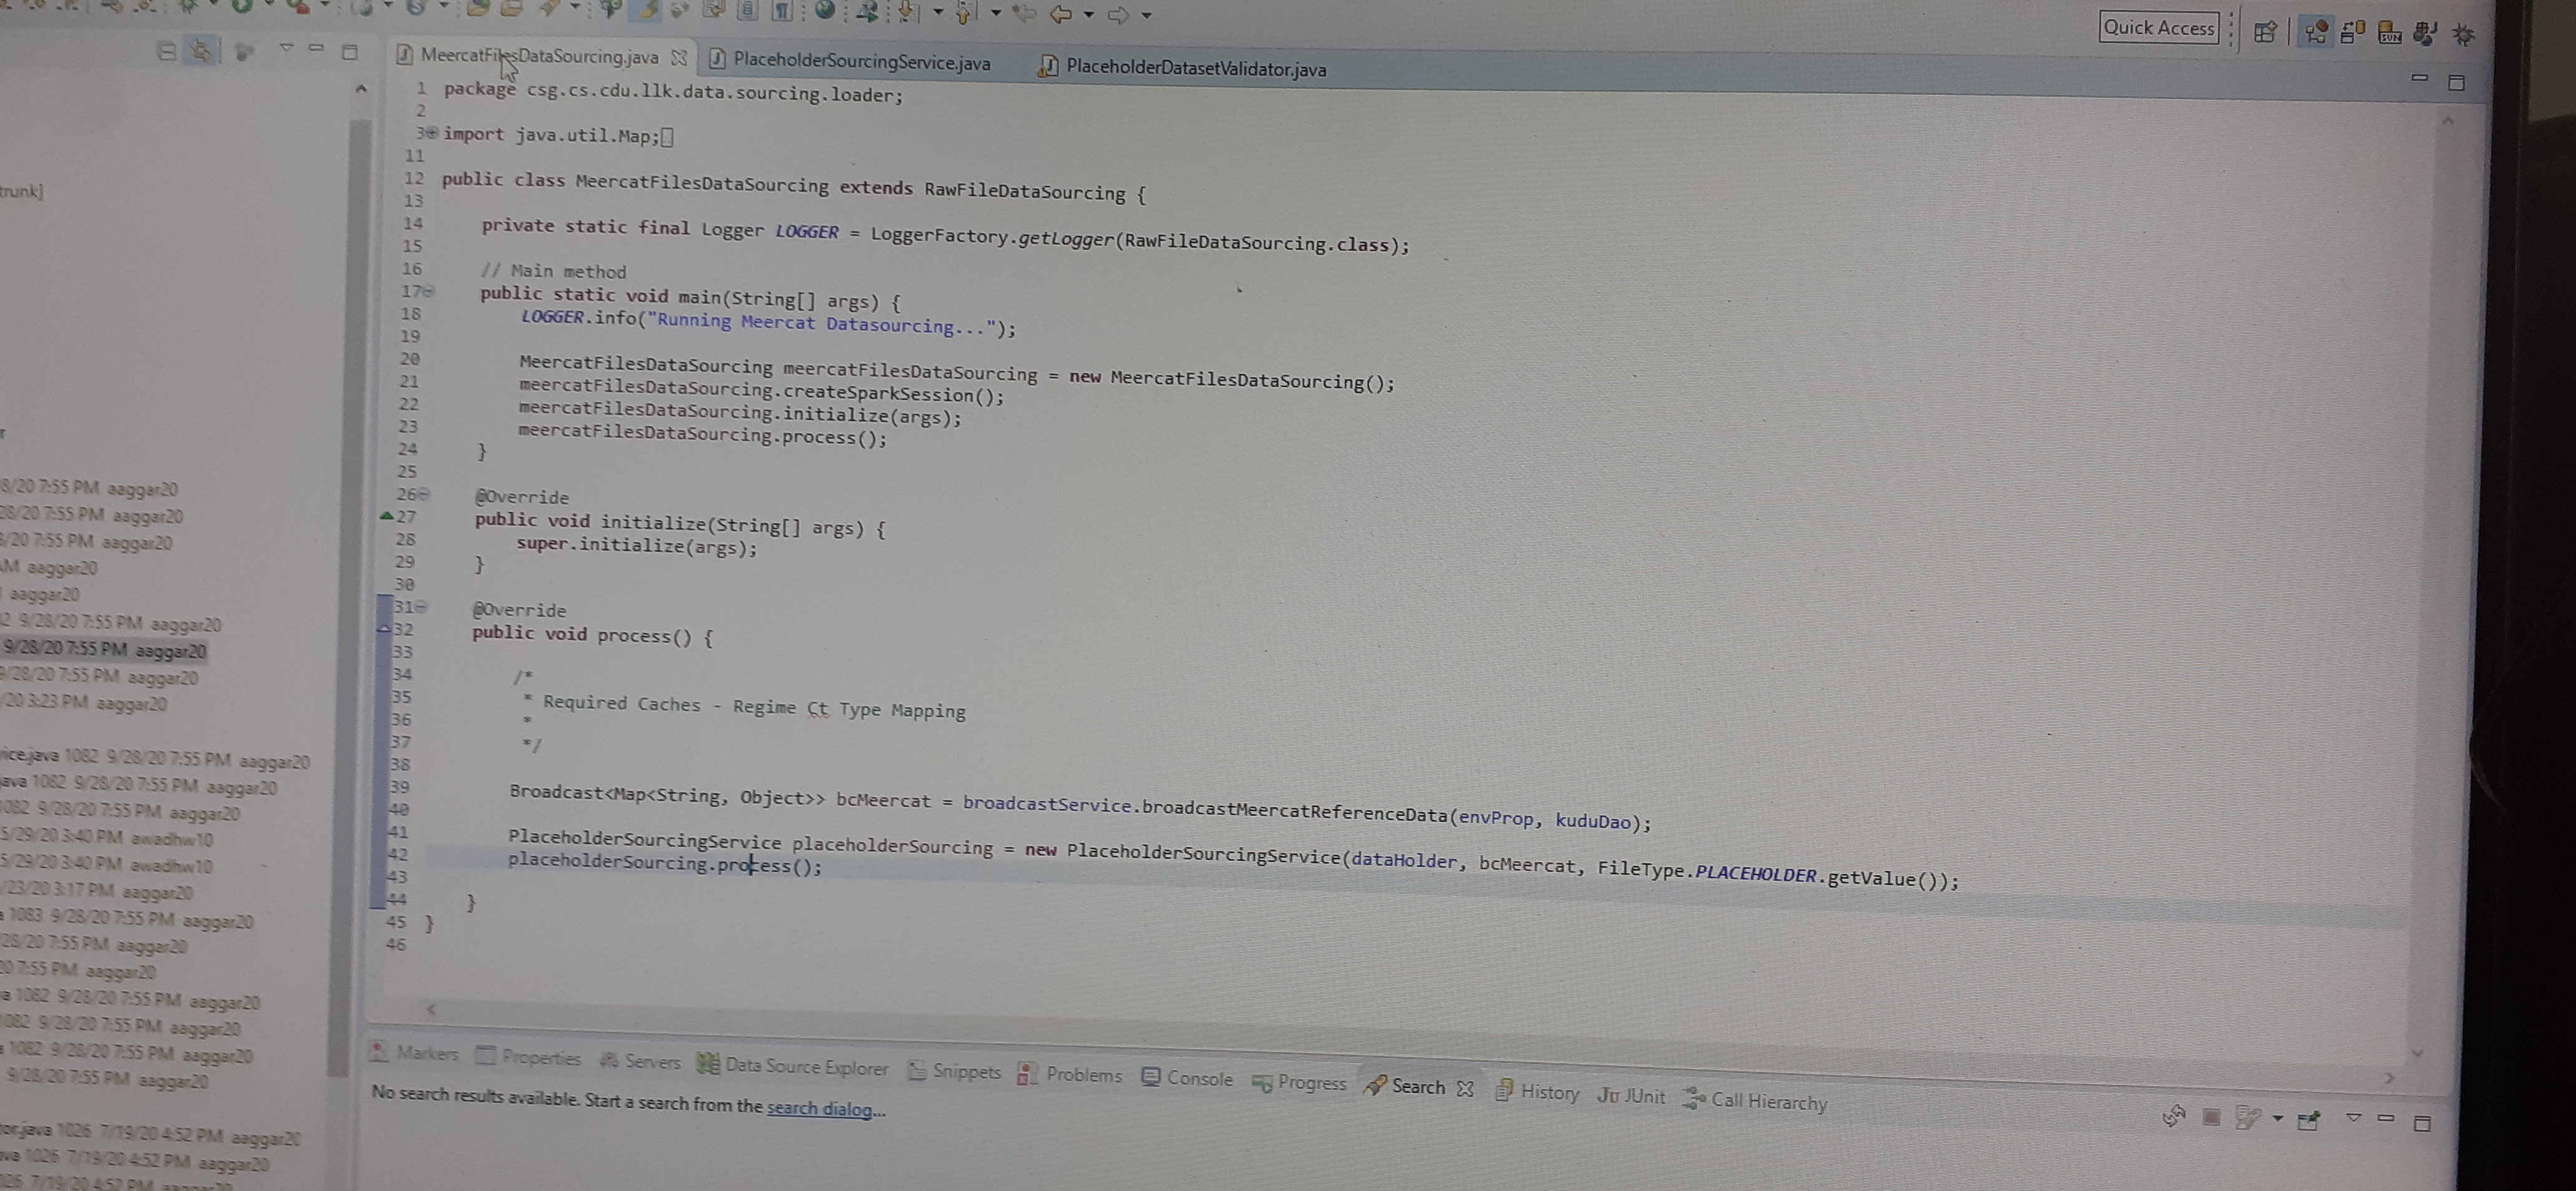 Quick Access
MeercatFilesDataSourcing.java
PlaceholderSourcingService.java
PlaceholderDatasetValidator.java
trunk]
r
8/20 7:55 PM aaggar20
28/20 7:55 PM aaggar20
8/20 7:55 PM aaggar20
AM aaggar20
aaggar20
2 9/28/20 7:55 PM aaggar20
9/28/20 7:55 PM aaggar20
9/28/20 7:55 PM aaggar20
/20 3:23 PM aaggar20
vice.java 1082 9/28/20 7:55 PM aaggar20
java 1082 9/28/20 7:55 PM aaggar20
1082 9/28/20 7:55 PM aaggar20
5/29/20 3:40 PM awadhw10
5/29/20 3:40 PM awadhw10
/23/20 3:17 PM aaggar20
a 1083 9/28/20 7:55 PM aaggar20
/28/20 7:55 PM aaggar20
20 7:55 PM aaggar20
va 1082 9/28/20 7:55 PM aaggar20
1082 9/28/20 7:55 PM aaggar20
a 1082 9/28/20 7:55 PM aaggar20
9/28/20 7:55 PM aaggar20
tor.java 1026 7/19/20 4:52 PM aaggar20
ava 1026 7/19/20 4:52 PM aaggar20
026 7/19/20 4:52 PM aaggar20
1 package csg.cs.cdu.llk.data.sourcing.loader;
2
3 import java.util.Map;
11
12 public class MeercatFilesDataSourcing extends RawFileDataSourcing {
13
14 private static final Logger LOGGER = LoggerFactory.getLogger(RawFileDataSourcing.class);
15
16 // Main method
17 public static void main(String[] args) {
18 LOGGER.info("Running Meercat Datasourcing...");
19
20 MeercatFilesDataSourcing meercatFilesDataSourcing = new MeercatFilesDataSourcing();
21 meercatFilesDataSourcing.createSparkSession();
22 meercatFilesDataSourcing.initialize(args);
23 meercatFilesDataSourcing.process();
24 }
25
26 @Override
27 public void initialize(String[] args) {
28 super.initialize(args);
29 }
30
31 @Override
32 public void process() {
33
34 /*
35 * Required Caches - Regime Ct Type Mapping
36 *
37 */
38
39 Broadcast<Map<String, Object>> bcMeercat = broadcastService.broadcastMeercatReferenceData(envProp, kuduDao);
40
41 PlaceholderSourcingService placeholderSourcing = new PlaceholderSourcingService(dataHolder, bcMeercat, FileType.PLACEHOLDER.getValue());
42 placeholderSourcing.process();
43
44 }
45 }
46
Markers Properties Servers Data Source Explorer Snippets Problems Console Progress Search History Ju JUnit Call Hierarchy
No search results available. Start a search from the search dialog...